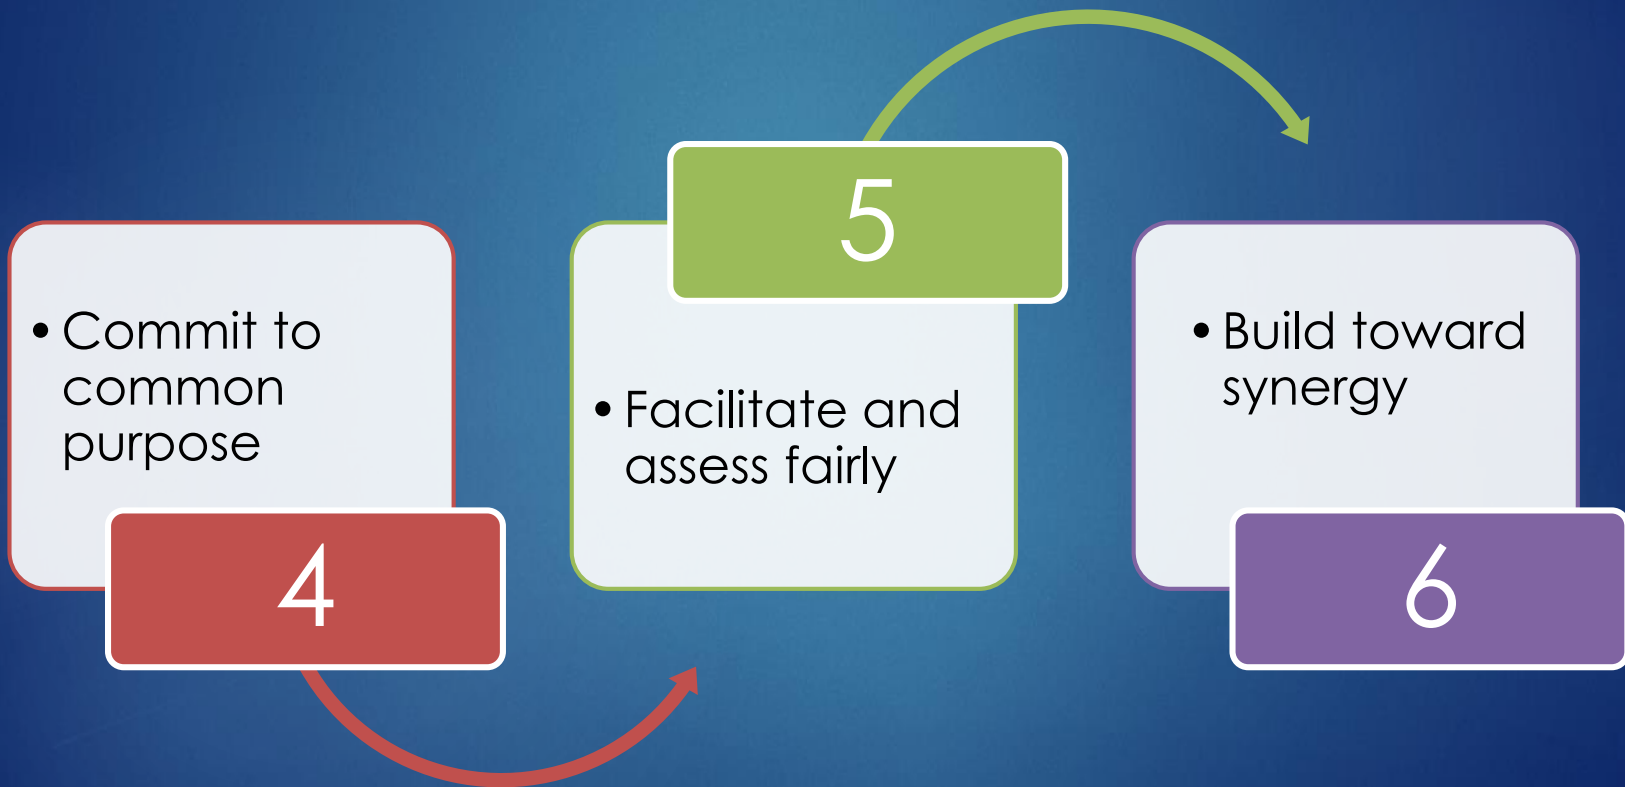 • Commit to
common
purpose
4
5
• Facilitate and
assess fairly
• Build toward
synergy
6